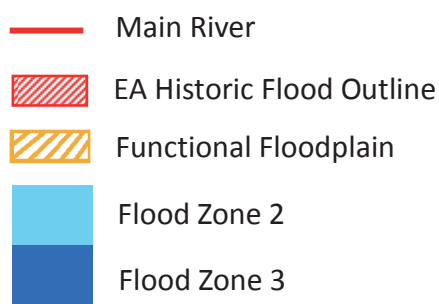 Main River
EA Historic Flood Outline
Functional Floodplain
Flood Zone 2
Flood Zone 3